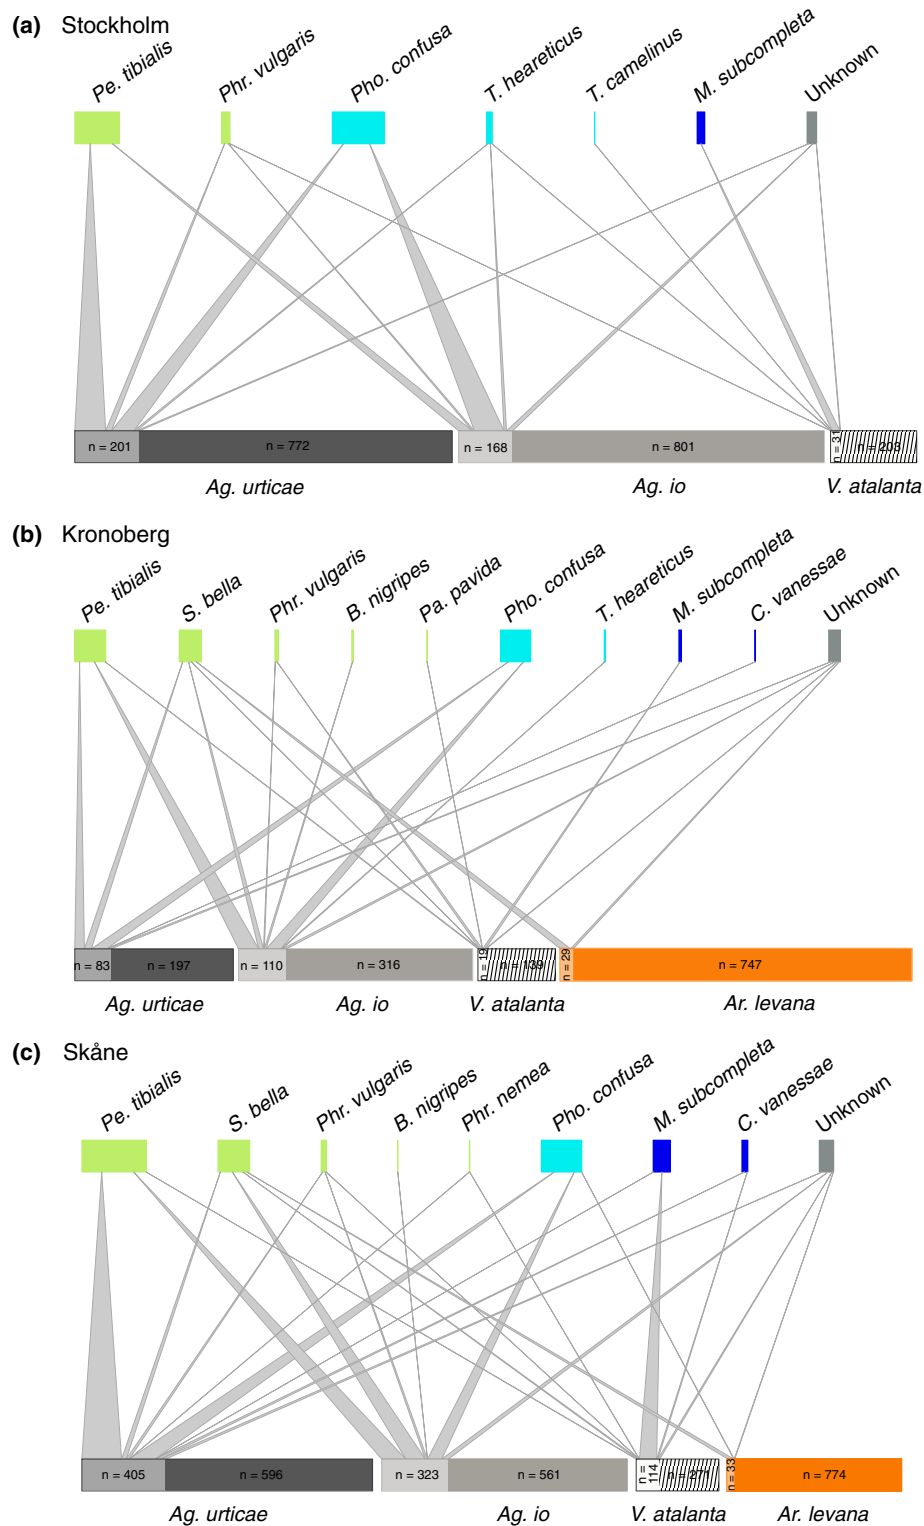 (a) Stockholm
Pe. tibialis
Phr. vulgaris
Pho. confusa
T. heareticus
T. camelinus
M. subcompleta
Unknown
n = 201
n = 772
n = 168
n = 801
n = 31
n = 203
Ag. urticae
Ag. io
V. atalanta
(b) Kronoberg
Pe. tibialis
S. bella
Phr. vulgaris
B. nigripes
Pa. pavida
Pho. confusa
T. heareticus
M. subcompleta
C. vanessae
Unknown
n = 83
n = 197
n = 110
n = 316
n = 19
n = 139
n = 29
n = 747
Ag. urticae
Ag. io
V. atalanta
Ar. levana
(c) Skåne
Pe. tibialis
S. bella
Phr. vulgaris
B. nigripes
Phr. nemea
Pho. confusa
M. subcompleta
C. vanessae
Unknown
n = 405
n = 596
n = 323
n = 561
n =
114
n = 271
n = 33
n = 774
Ag. urticae
Ag. io
V. atalanta
Ar. levana